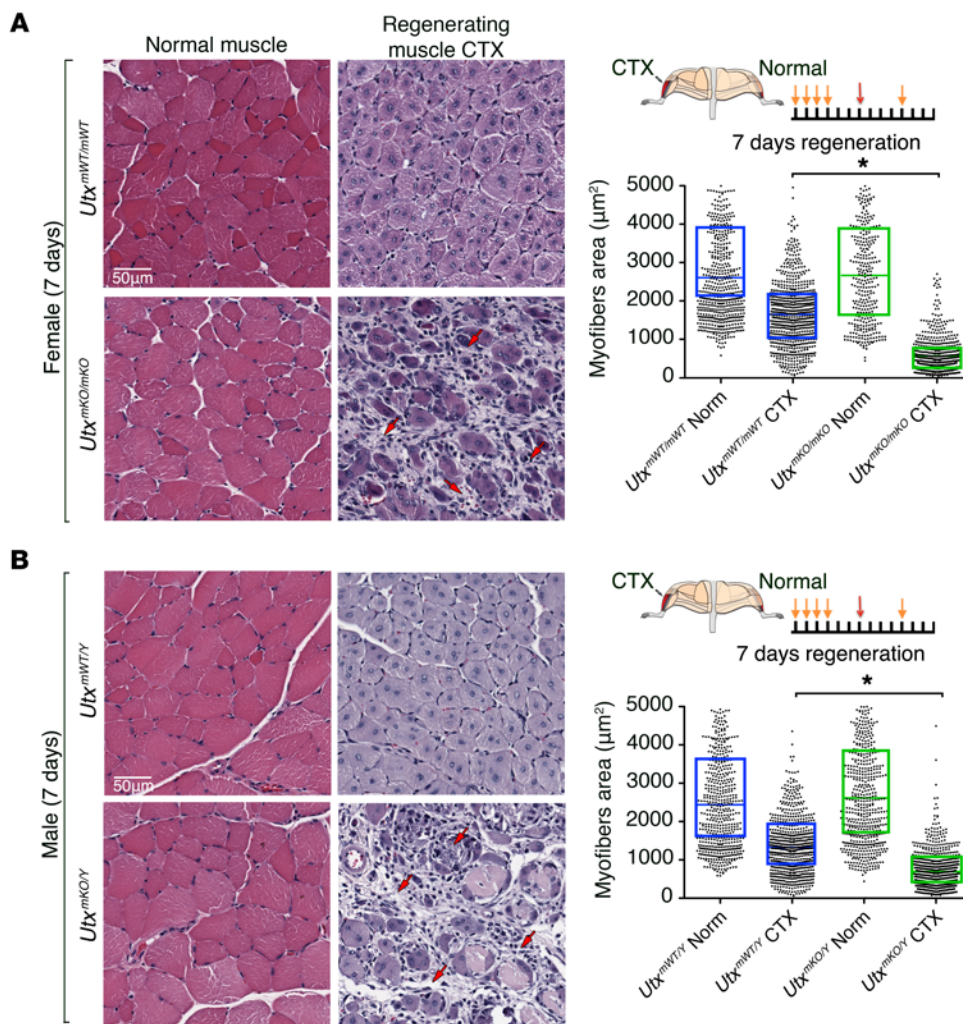 A
Normal muscle
Regenerating
muscle CTX
Female (7 days)
Utx^mWT/mWT
50µm
Utx^mKO/mKO
CTX
Normal
7 days regeneration
*
Myofibers area (µm²)
5000
4000
3000
2000
1000
0
Utx^mWT/mWT Norm
Utx^mWT/mWT CTX
Utx^mKO/mKO Norm
Utx^mKO/mKO CTX
B
Male (7 days)
Utx^mWT/Y
50µm
Utx^mKO/Y
CTX
Normal
7 days regeneration
*
Myofibers area (µm²)
5000
4000
3000
2000
1000
0
Utx^mWT/Y Norm
Utx^mWT/Y CTX
Utx^mKO/Y Norm
Utx^mKO/Y CTX